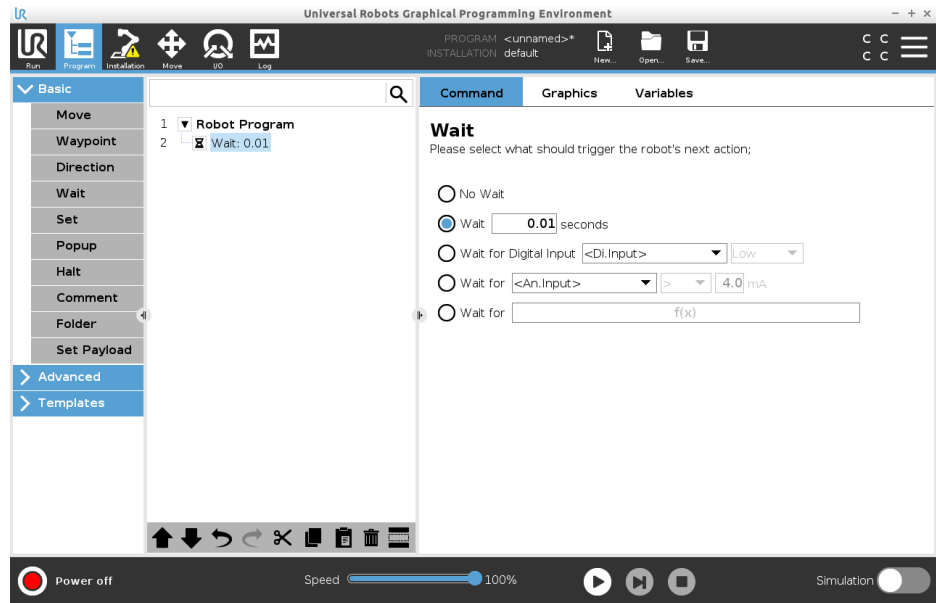 Universal Robots Graphical Programming Environment
PROGRAM <unnamed>*
INSTALLATION default
Run Program Installation Move I/O Log New... Open... Save...
C C
C C
Basic
Move
Waypoint
Direction
Wait
Set
Popup
Halt
Comment
Folder
Set Payload
Advanced
Templates
1 Robot Program
2 Wait: 0.01
Command Graphics Variables
Wait
Please select what should trigger the robot's next action;
No Wait
Wait 0.01 seconds
Wait for Digital Input <Di.Input> Low
Wait for <An.Input> > 4.0 mA
Wait for f(x)
Power off Speed 100% Simulation